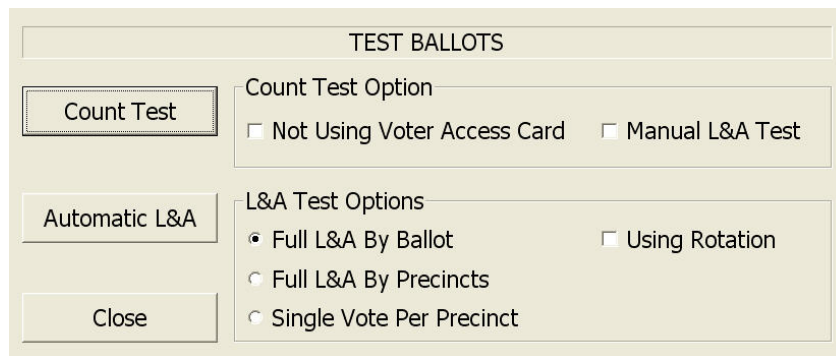 TEST BALLOTS
Count Test
Count Test Option
Not Using Voter Access Card
Manual L&A Test
Automatic L&A
L&A Test Options
Full L&A By Ballot
Using Rotation
Full L&A By Precincts
Single Vote Per Precinct
Close